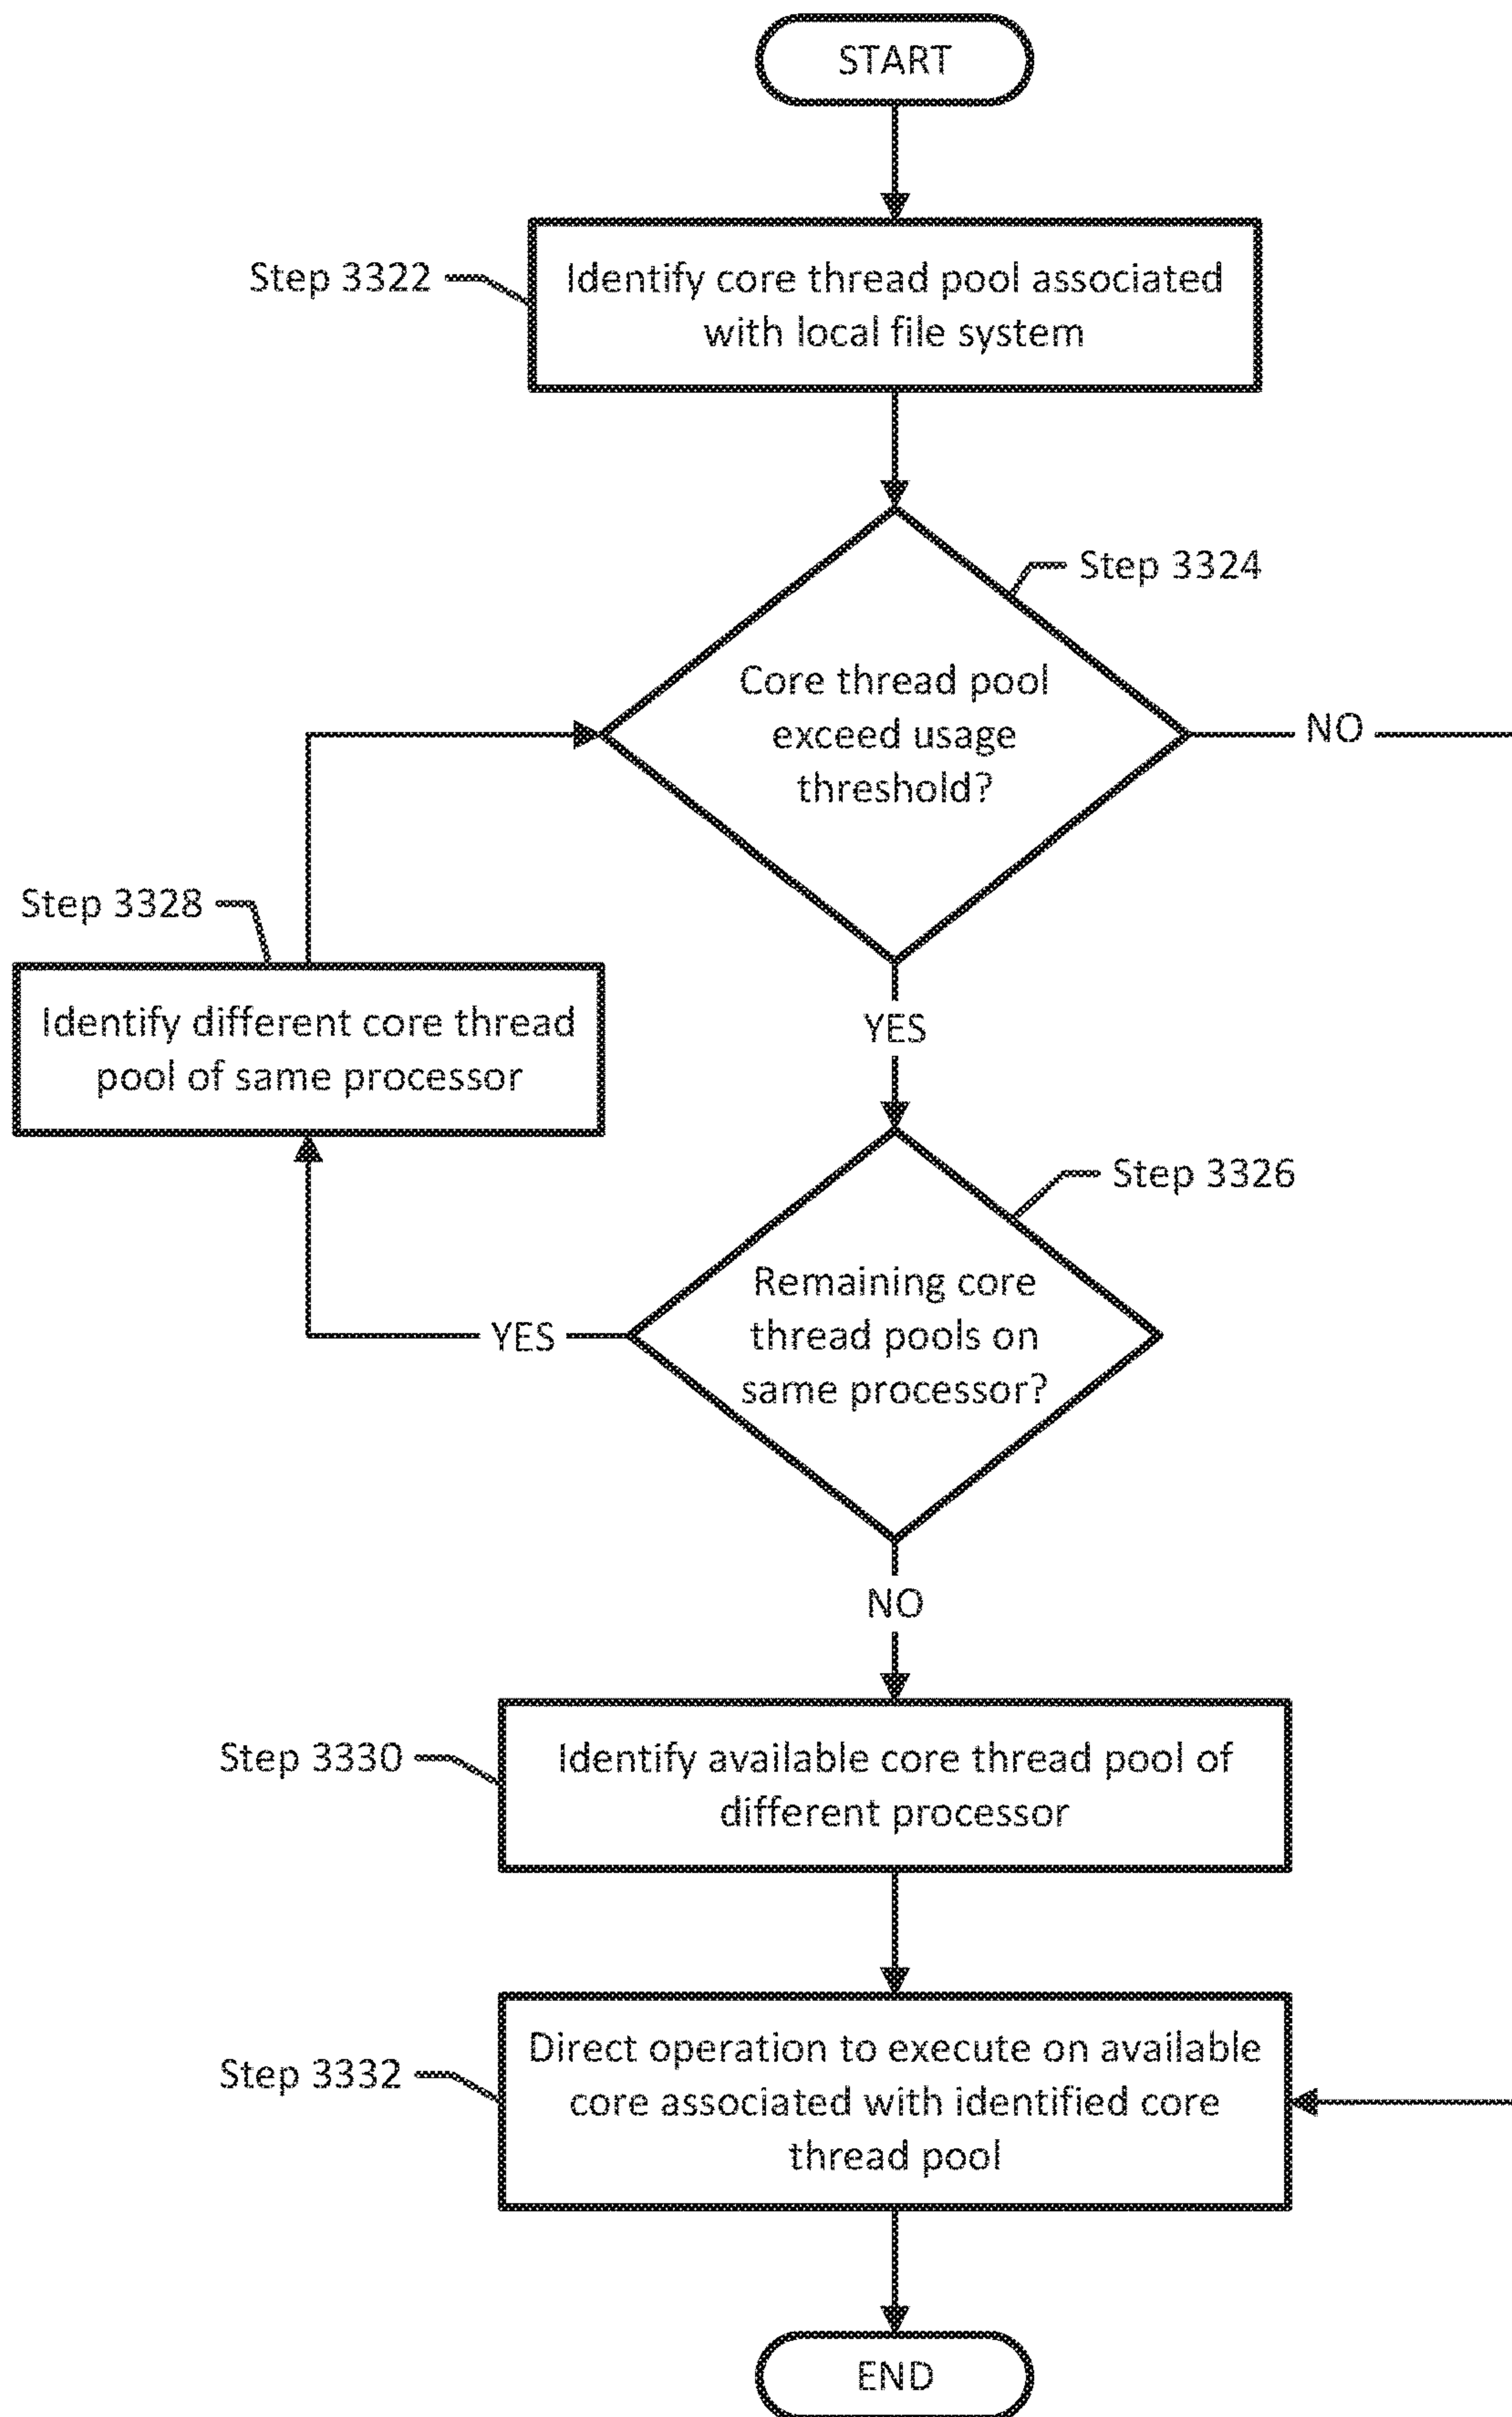 START
Step 3322
Identify core thread pool associated
with local file system
Step 3324
Core thread pool
exceed usage
threshold?
NO
Step 3328
Identify different core thread
pool of same processor
YES
Step 3326
Remaining core
thread pools on
same processor?
YES
NO
Step 3330
Identify available core thread pool of
different processor
Step 3332
Direct operation to execute on available
core associated with identified core
thread pool
END